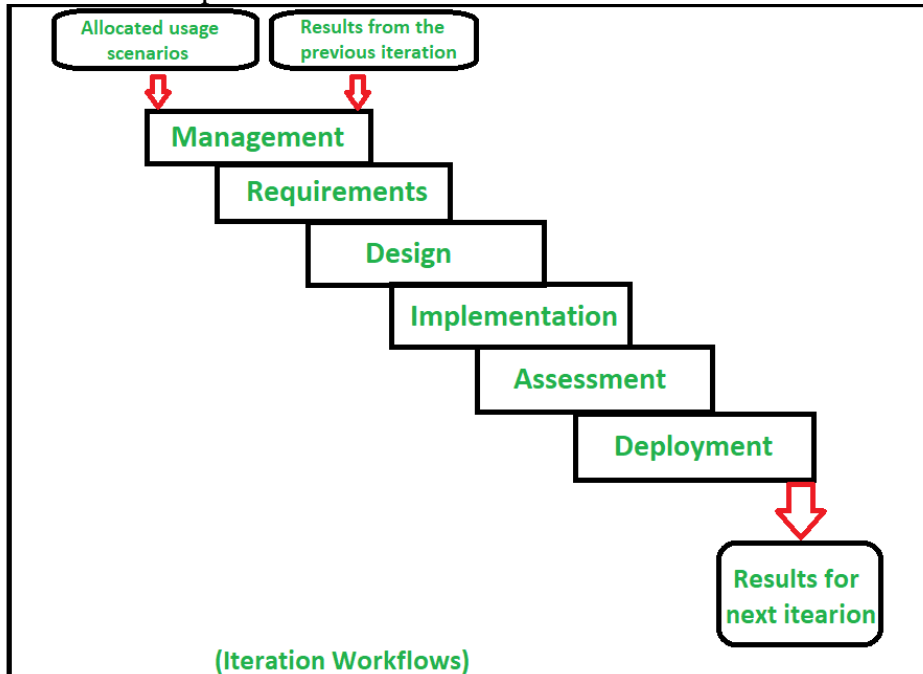 Allocated usage
scenarios
Results from the
previous iteration
Management
Requirements
Design
Implementation
Assessment
Deployment
Results for
next itearion
(Iteration Workflows)